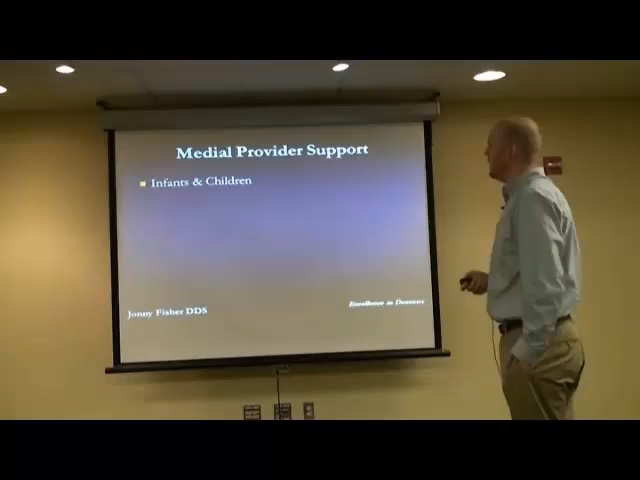 Medial Provider Support
Infants & Children
Jonny Fisher DDS
Excellence in Dentistry